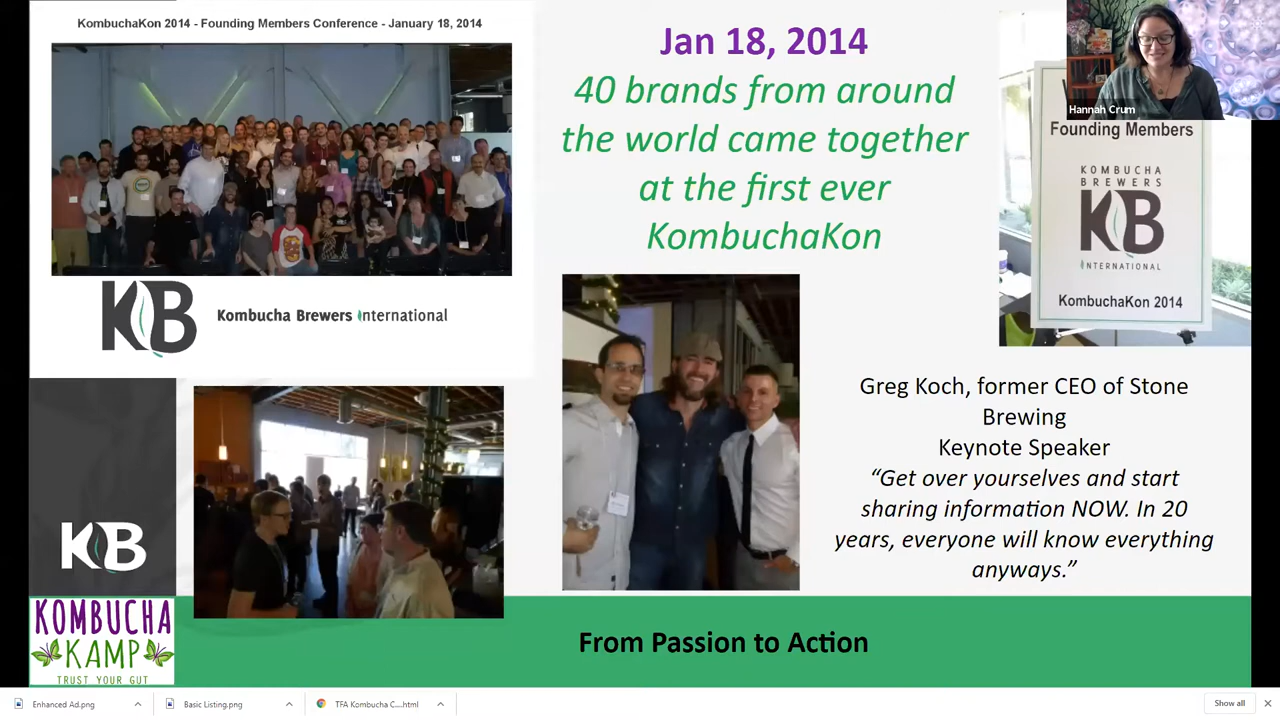 KombuchaKon 2014 - Founding Members Conference - January 18, 2014
KB
Kombucha Brewers International
KB
KOMBUCHA
KAMP
TRUST YOUR GUT
Jan 18, 2014
40 brands from around
the world came together
at the first ever
KombuchaKon
Hannah Crum
Founding Members
KOMBUCHA
BREWERS
KB
INTERNATIONAL
KombuchaKon 2014
Greg Koch, former CEO of Stone
Brewing
Keynote Speaker
“Get over yourselves and start
sharing information NOW. In 20
years, everyone will know everything
anyways.”
From Passion to Action
Enhanced Ad.png
Basic Listing.png
TFA Kombucha C....html
Show all